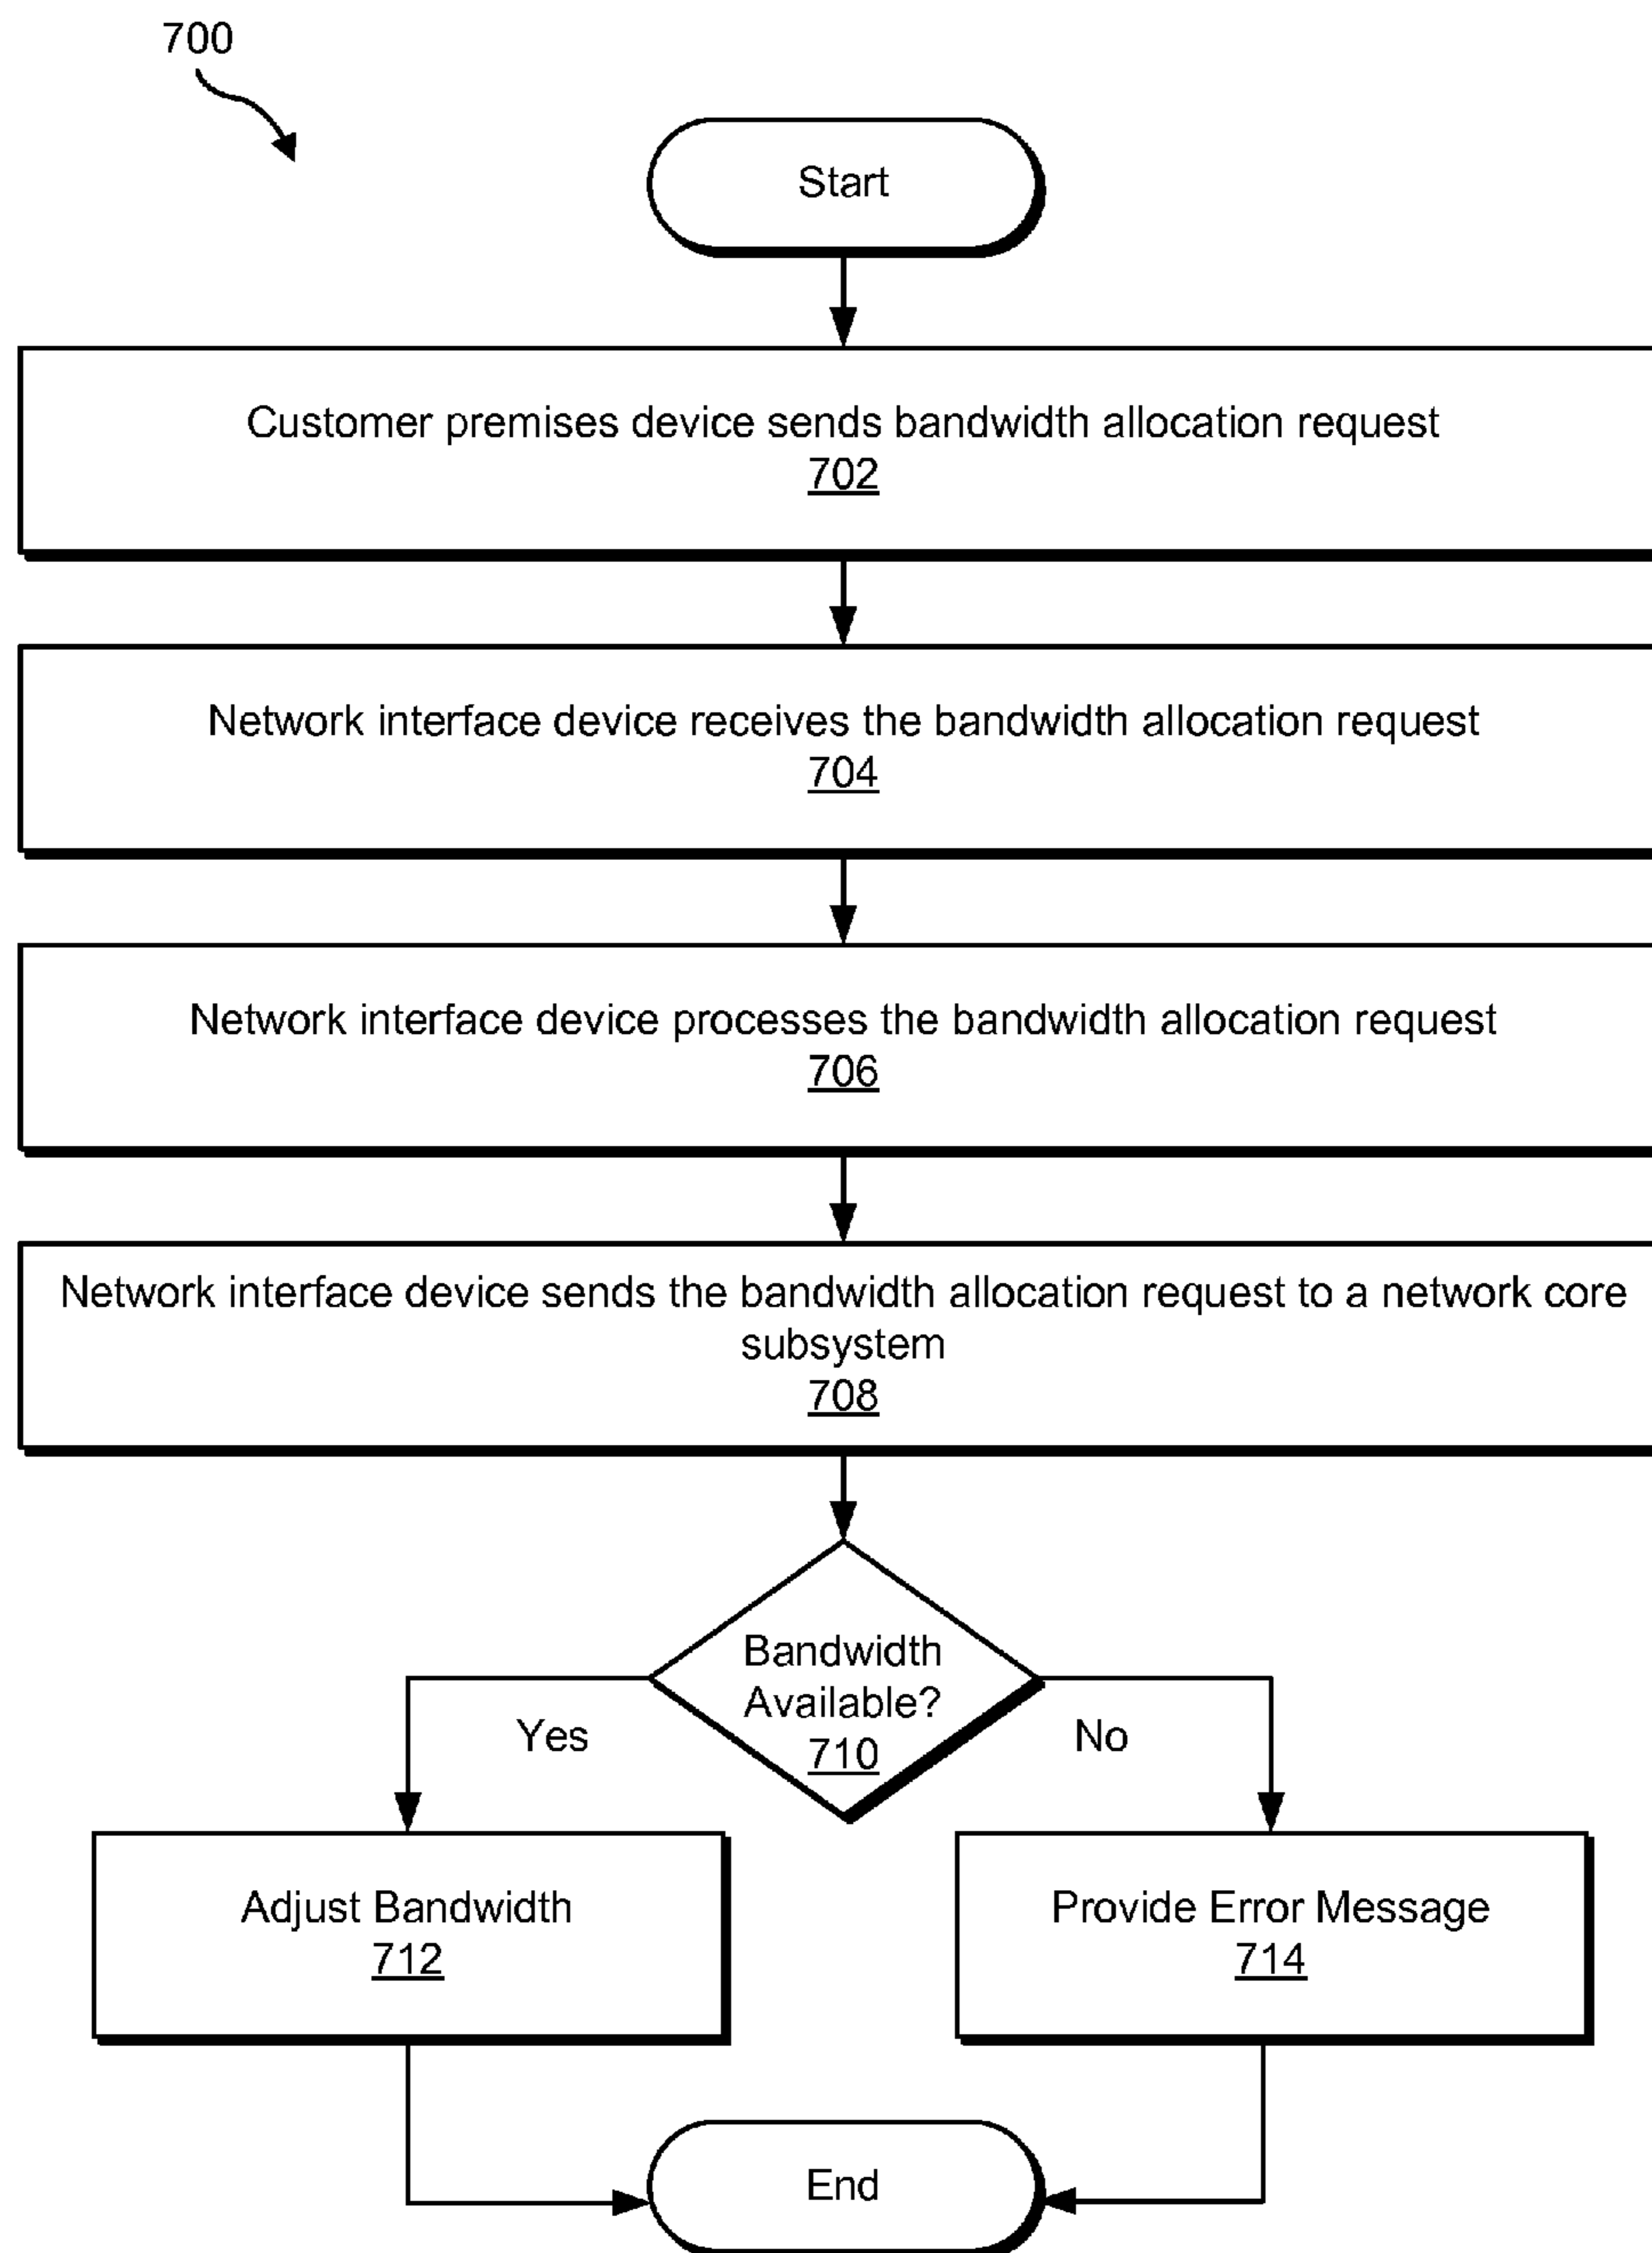 700
Start
Customer premises device sends bandwidth allocation request
702
Network interface device receives the bandwidth allocation request
704
Network interface device processes the bandwidth allocation request
706
Network interface device sends the bandwidth allocation request to a network core
subsystem
708
Bandwidth
Available?
710
Yes
No
Adjust Bandwidth
712
Provide Error Message
714
End